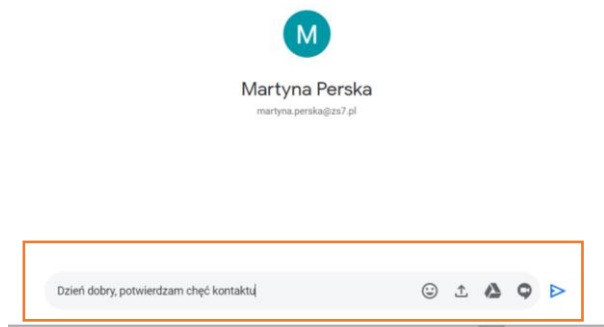 M
Martyna Perska
martyna.perska@zs7.pl
Dzień dobry, potwierdzam chęć kontaktu